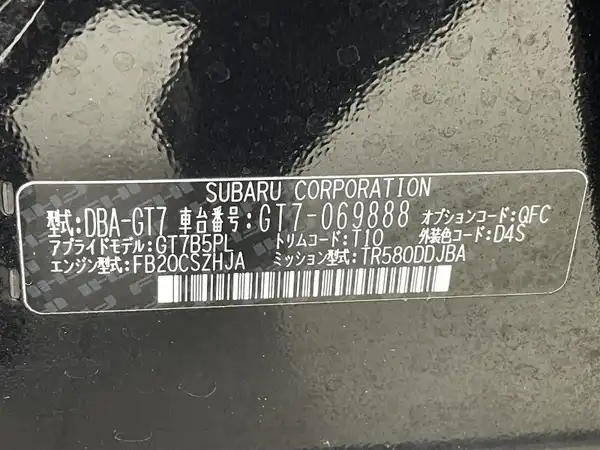 SUBARU CORPORATION
型式:DBA-GT7 車台番号:GT7-069888 オプションコード:QFC
アプライドモデル:GT7B5PL トリムコード:T10 外装色コード:D4S
エンジン型式:FB20CSZHJA ミッション型式:TR580DDJBA